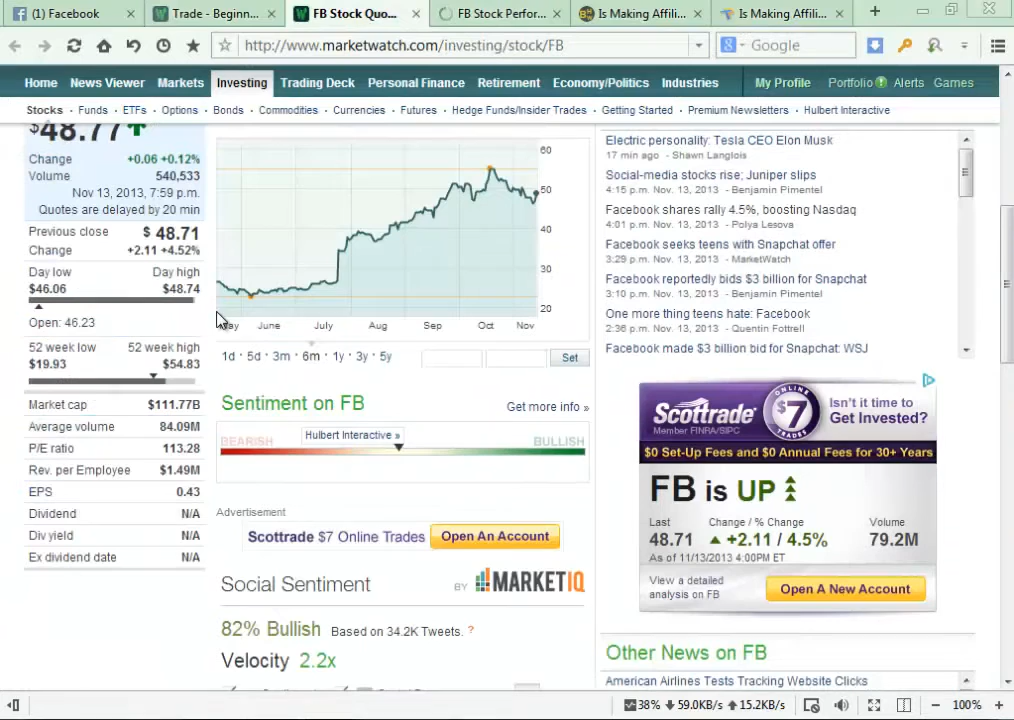 (1) Facebook
Trade - Beginn...
FB Stock Quo...
FB Stock Perfor...
Is Making Affili...
Is Making Affili...
http://www.marketwatch.com/investing/stock/FB
Google
Home
News Viewer
Markets
Investing
Trading Deck
Personal Finance
Retirement
Economy/Politics
Industries
My Profile
Portfolio
Alerts
Games
Stocks · Funds · ETFs · Options · Bonds · Commodities · Currencies · Futures · Hedge Funds/Insider Trades · Getting Started · Premium Newsletters · Hulbert Interactive
$48.77
Change +0.06 +0.12%
Volume 540,533
Nov 13, 2013, 7:59 p.m.
Quotes are delayed by 20 min
Previous close $ 48.71
Change +2.11 +4.52%
Day low Day high
$46.06 $48.74
Open: 46.23
52 week low 52 week high
$19.93 $54.83
Market cap $111.77B
Average volume 84.09M
P/E ratio 113.28
Rev. per Employee $1.49M
EPS 0.43
Dividend N/A
Div yield N/A
Ex dividend date N/A
60
50
40
30
20
June July Aug Sep Oct Nov
1d · 5d · 3m · 6m · 1y · 3y · 5y
Set
Sentiment on FB
Get more info »
Hulbert Interactive »
BEARISH BULLISH
Advertisement
Scottrade $7 Online Trades
Open An Account
Social Sentiment
BY MARKETIQ
82% Bullish Based on 34.2K Tweets. ?
Velocity 2.2x
Electric personality: Tesla CEO Elon Musk
17 min ago - Shawn Langlois
Social-media stocks rise; Juniper slips
4:15 p.m. Nov. 13, 2013 - Benjamin Pimentel
Facebook shares rally 4.5%, boosting Nasdaq
4:01 p.m. Nov. 13, 2013 - Polya Lesova
Facebook seeks teens with Snapchat offer
3:29 p.m. Nov. 13, 2013 - MarketWatch
Facebook reportedly bids $3 billion for Snapchat
3:10 p.m. Nov. 13, 2013 - Benjamin Pimentel
One more thing teens hate: Facebook
2:36 p.m. Nov. 13, 2013 - Quentin Fottrell
Facebook made $3 billion bid for Snapchat: WSJ
Scottrade
Member FINRA/SIPC
ONLINE
$7
TRADES
Isn't it time to
Get Invested?
$0 Set-Up Fees and $0 Annual Fees for 30+ Years
FB is UP
Last Change / % Change Volume
48.71 +2.11 / 4.5% 79.2M
As of 11/13/2013 4:00PM ET
View a detailed
analysis on FB
Open A New Account
Other News on FB
American Airlines Tests Tracking Website Clicks
38% 59.0KB/s 15.2KB/s
100%